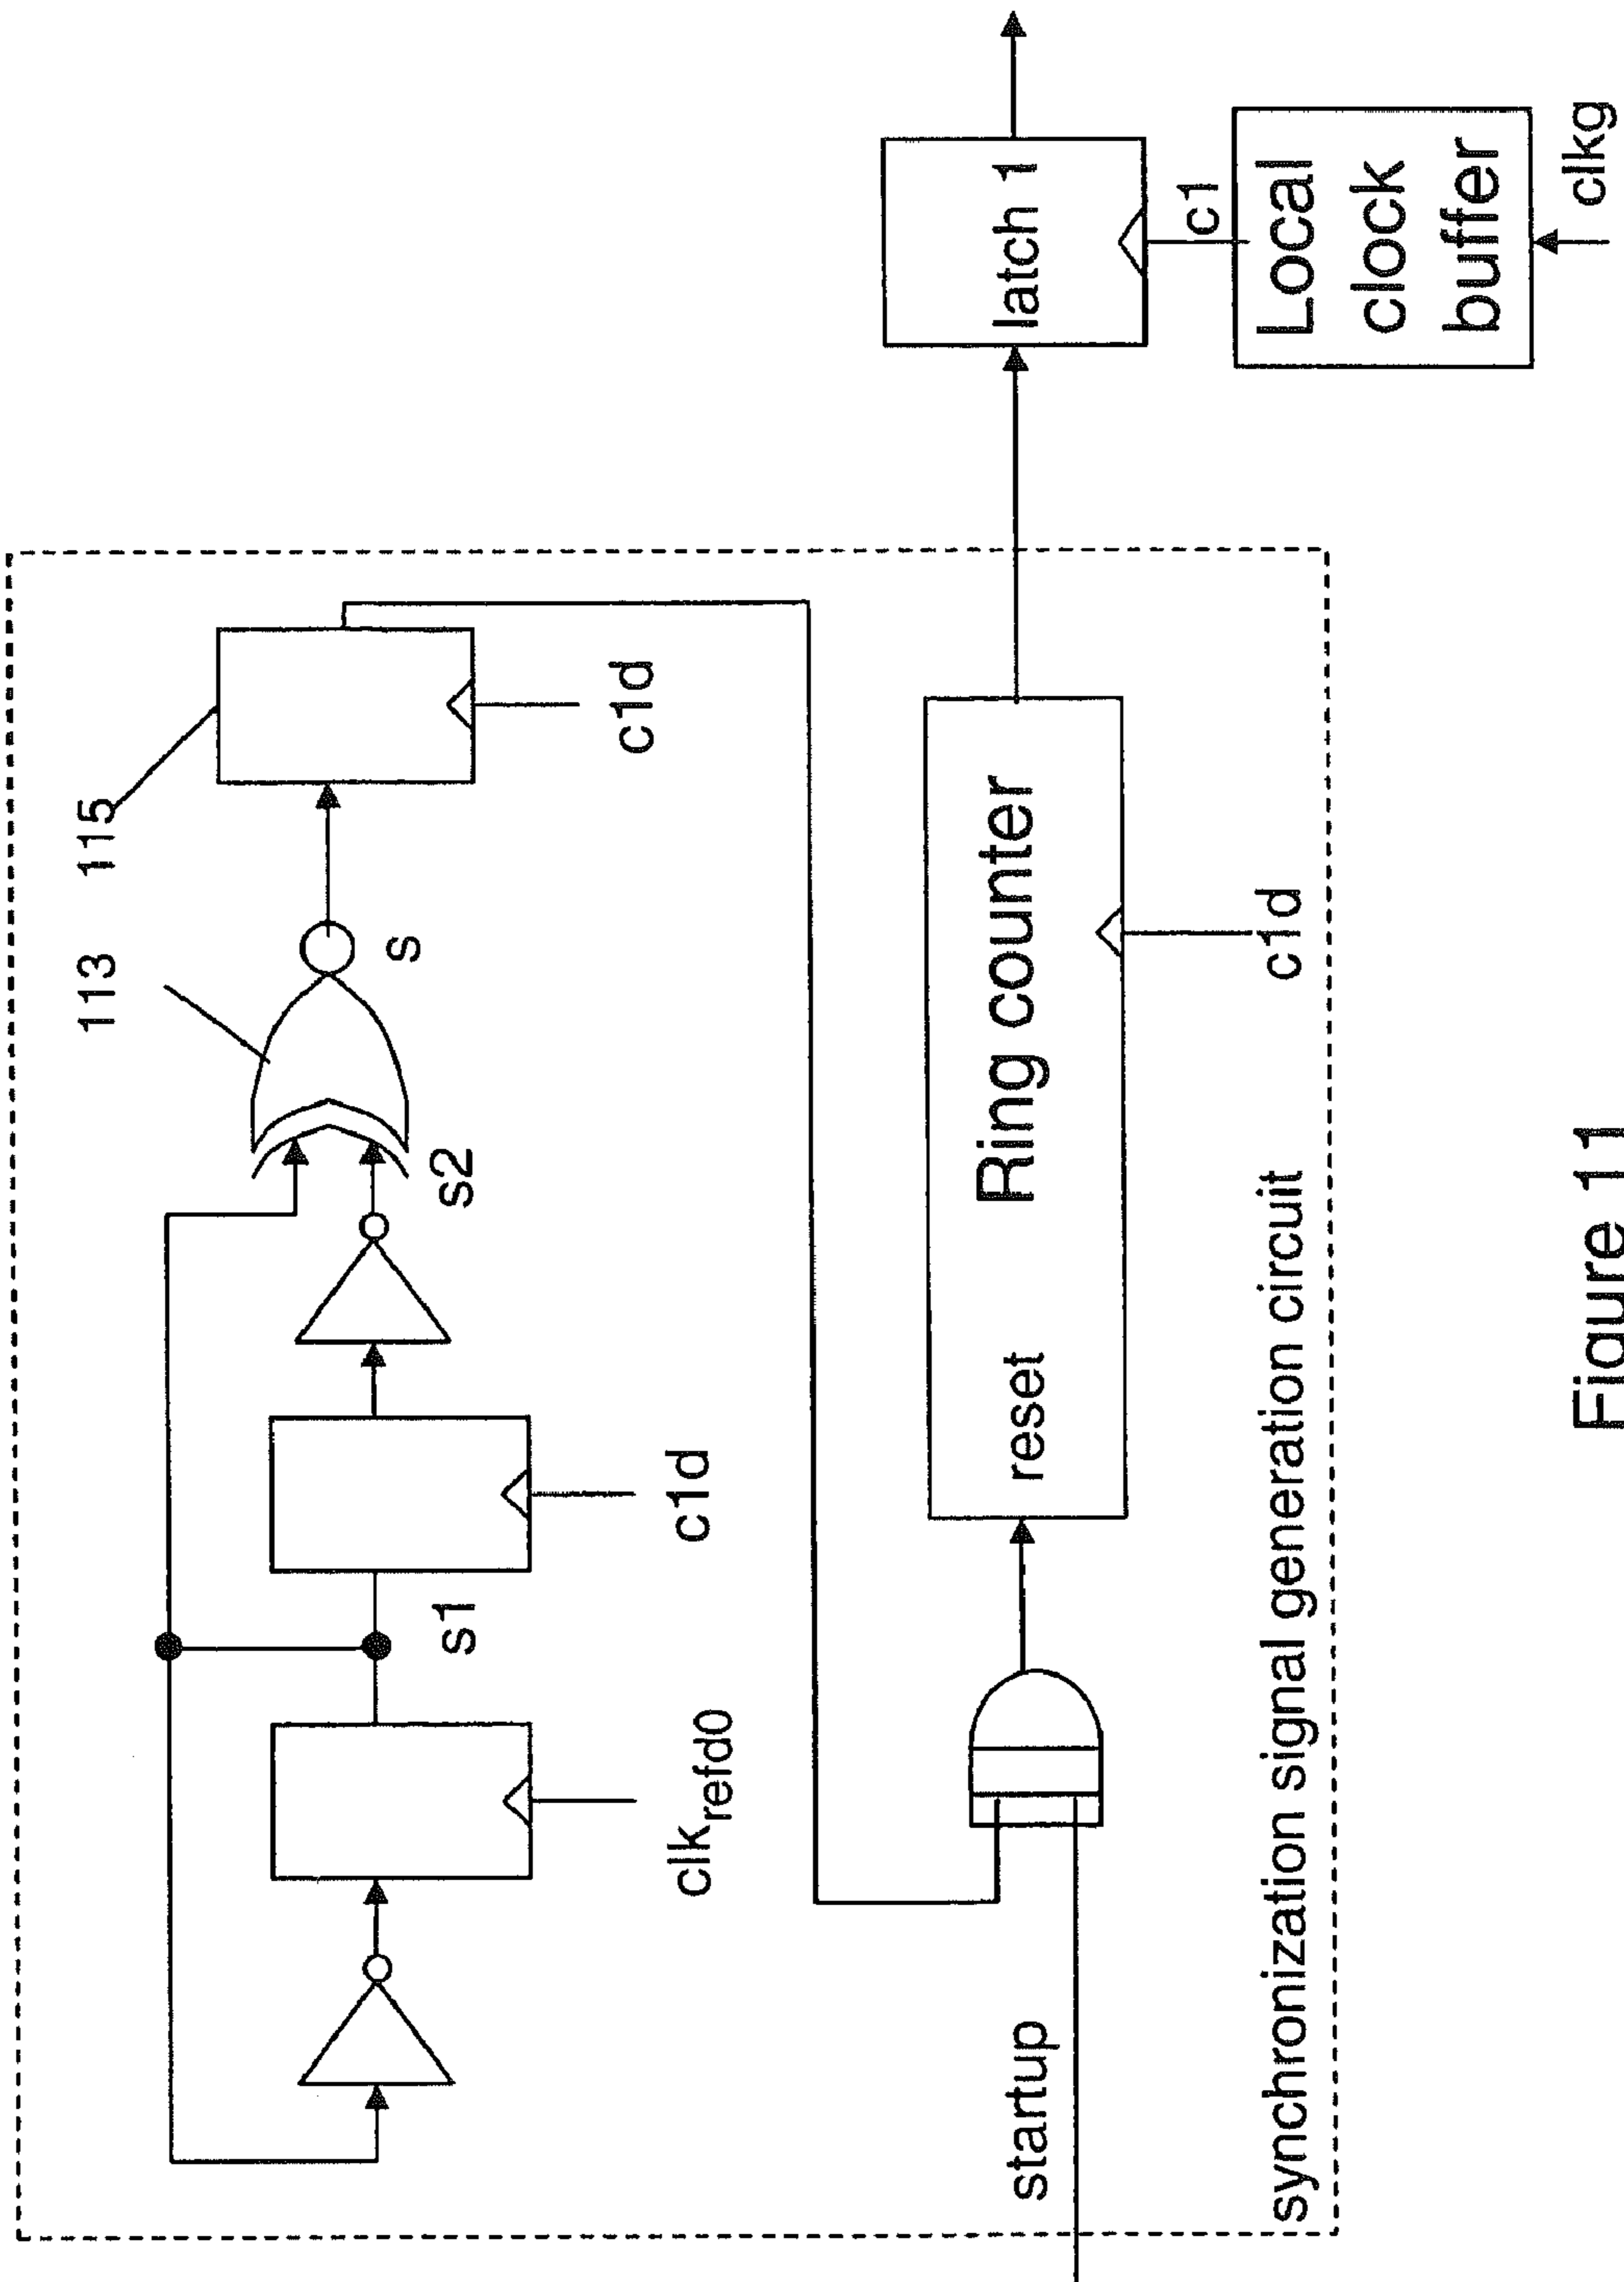 113
115
s1
s2
s
clk_refd0
c1d
c1d
startup
reset
Ring counter
c1d
latch 1
c1
Local
clock
buffer
clkg
synchronization signal generation circuit
Figure 11